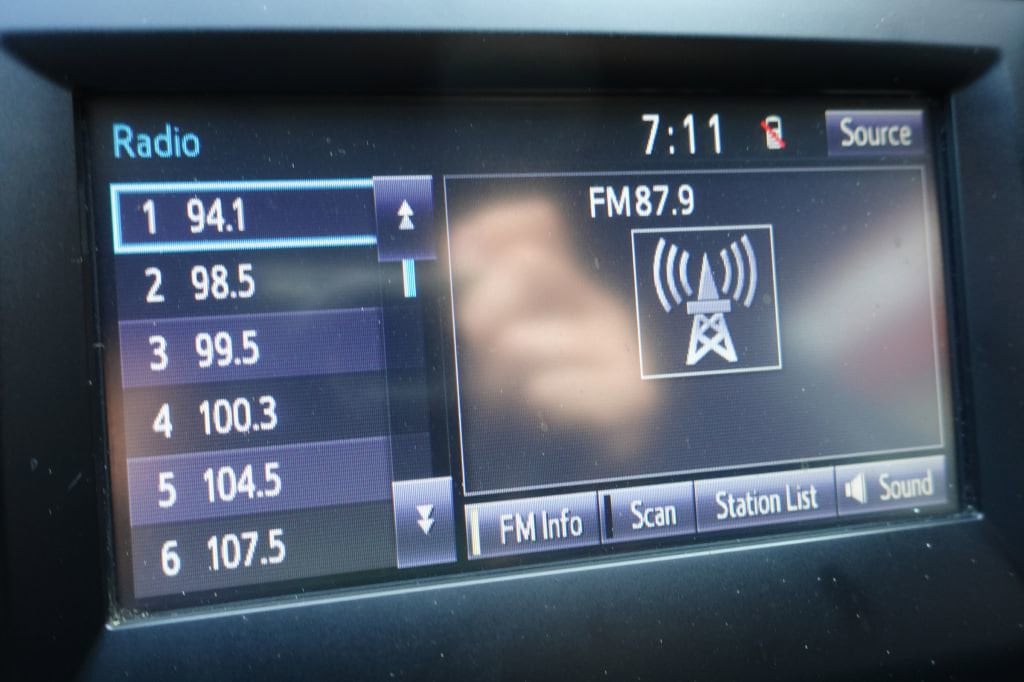 Radio
7:11
Source
1 94.1
2 98.5
3 99.5
4 100.3
5 104.5
6 107.5
FM87.9
FM Info
Scan
Station List
Sound